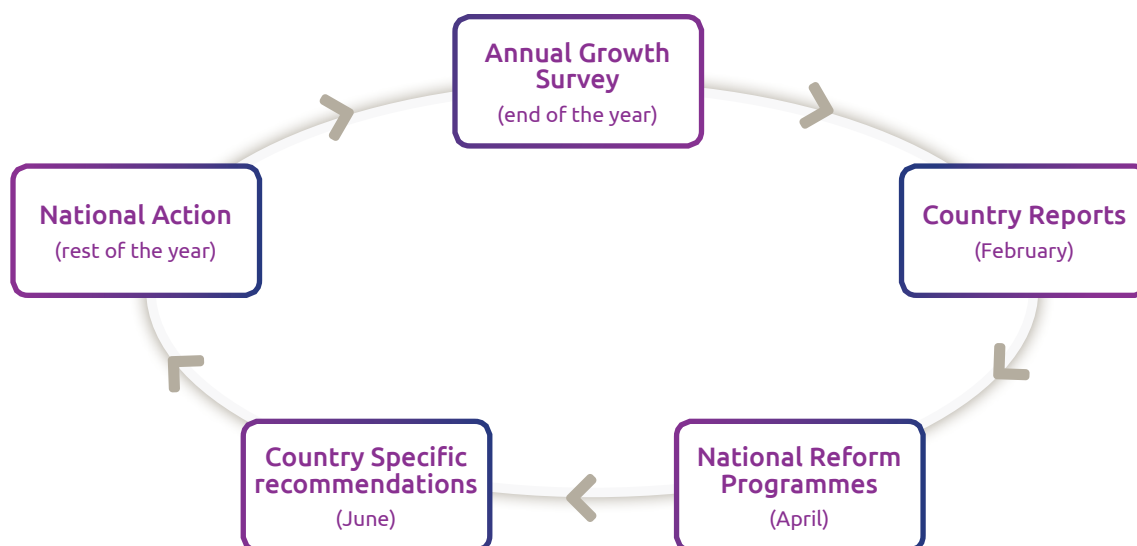 Annual Growth
Survey
(end of the year)
National Action
(rest of the year)
Country Reports
(February)
Country Specific
recommendations
(June)
National Reform
Programmes
(April)